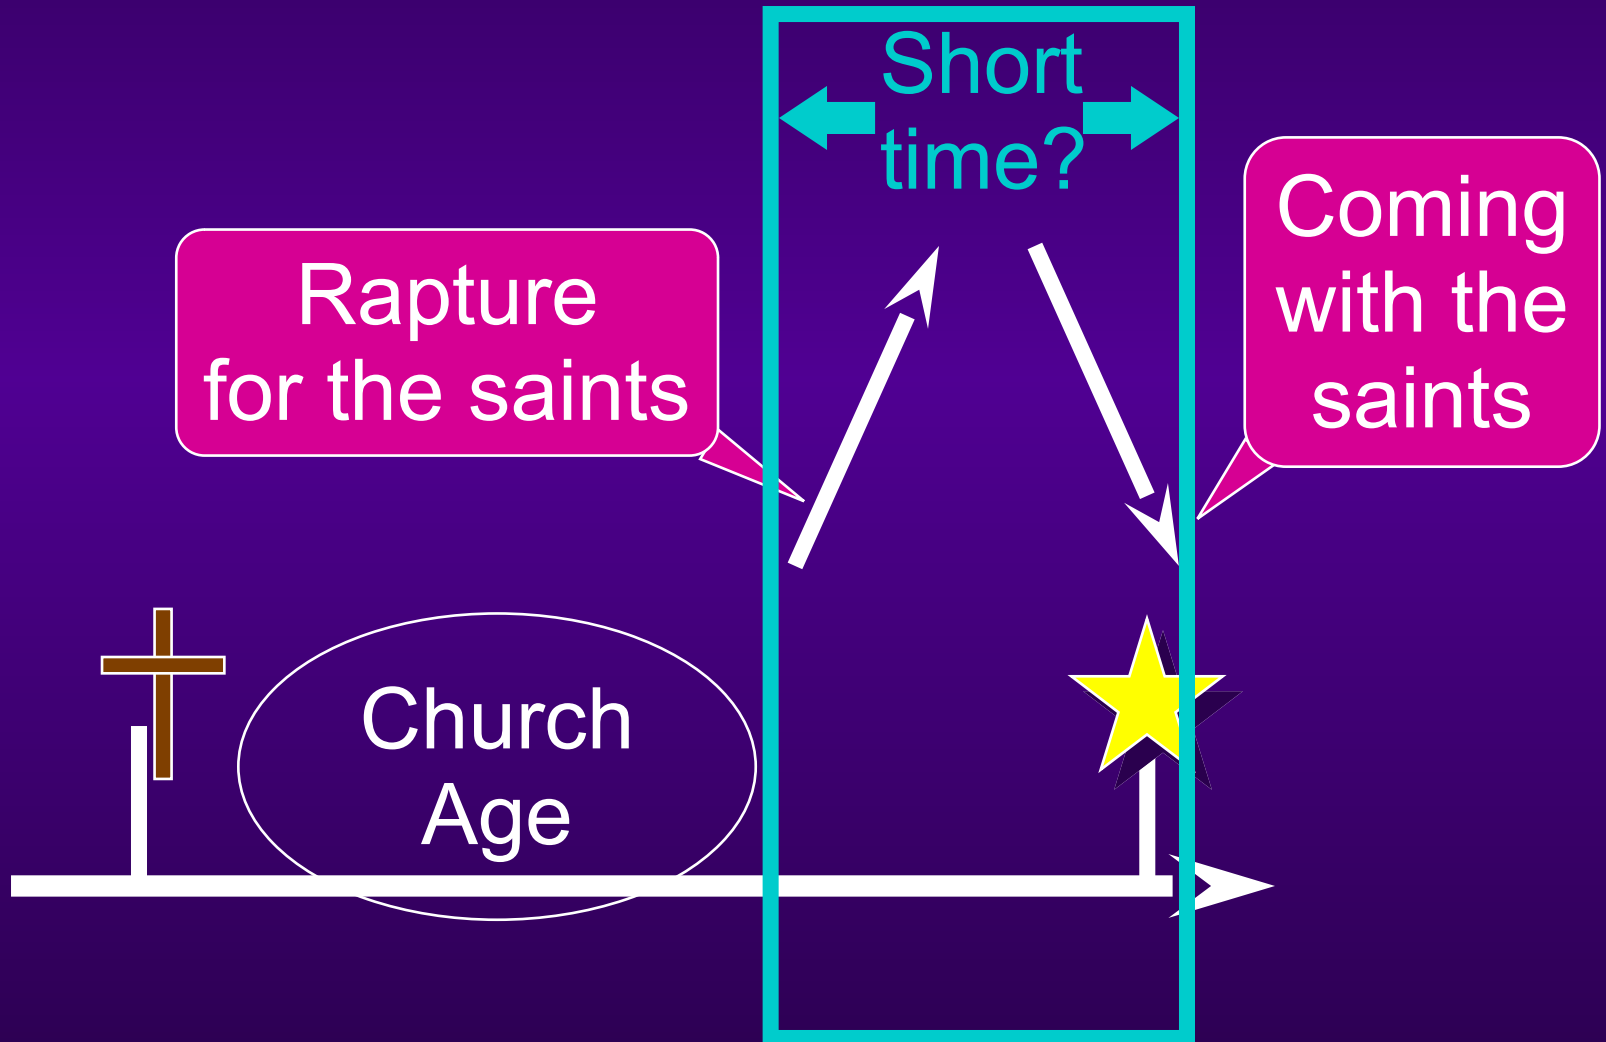 Short
time?
Rapture
for the saints
Coming
with the
saints
Church
Age